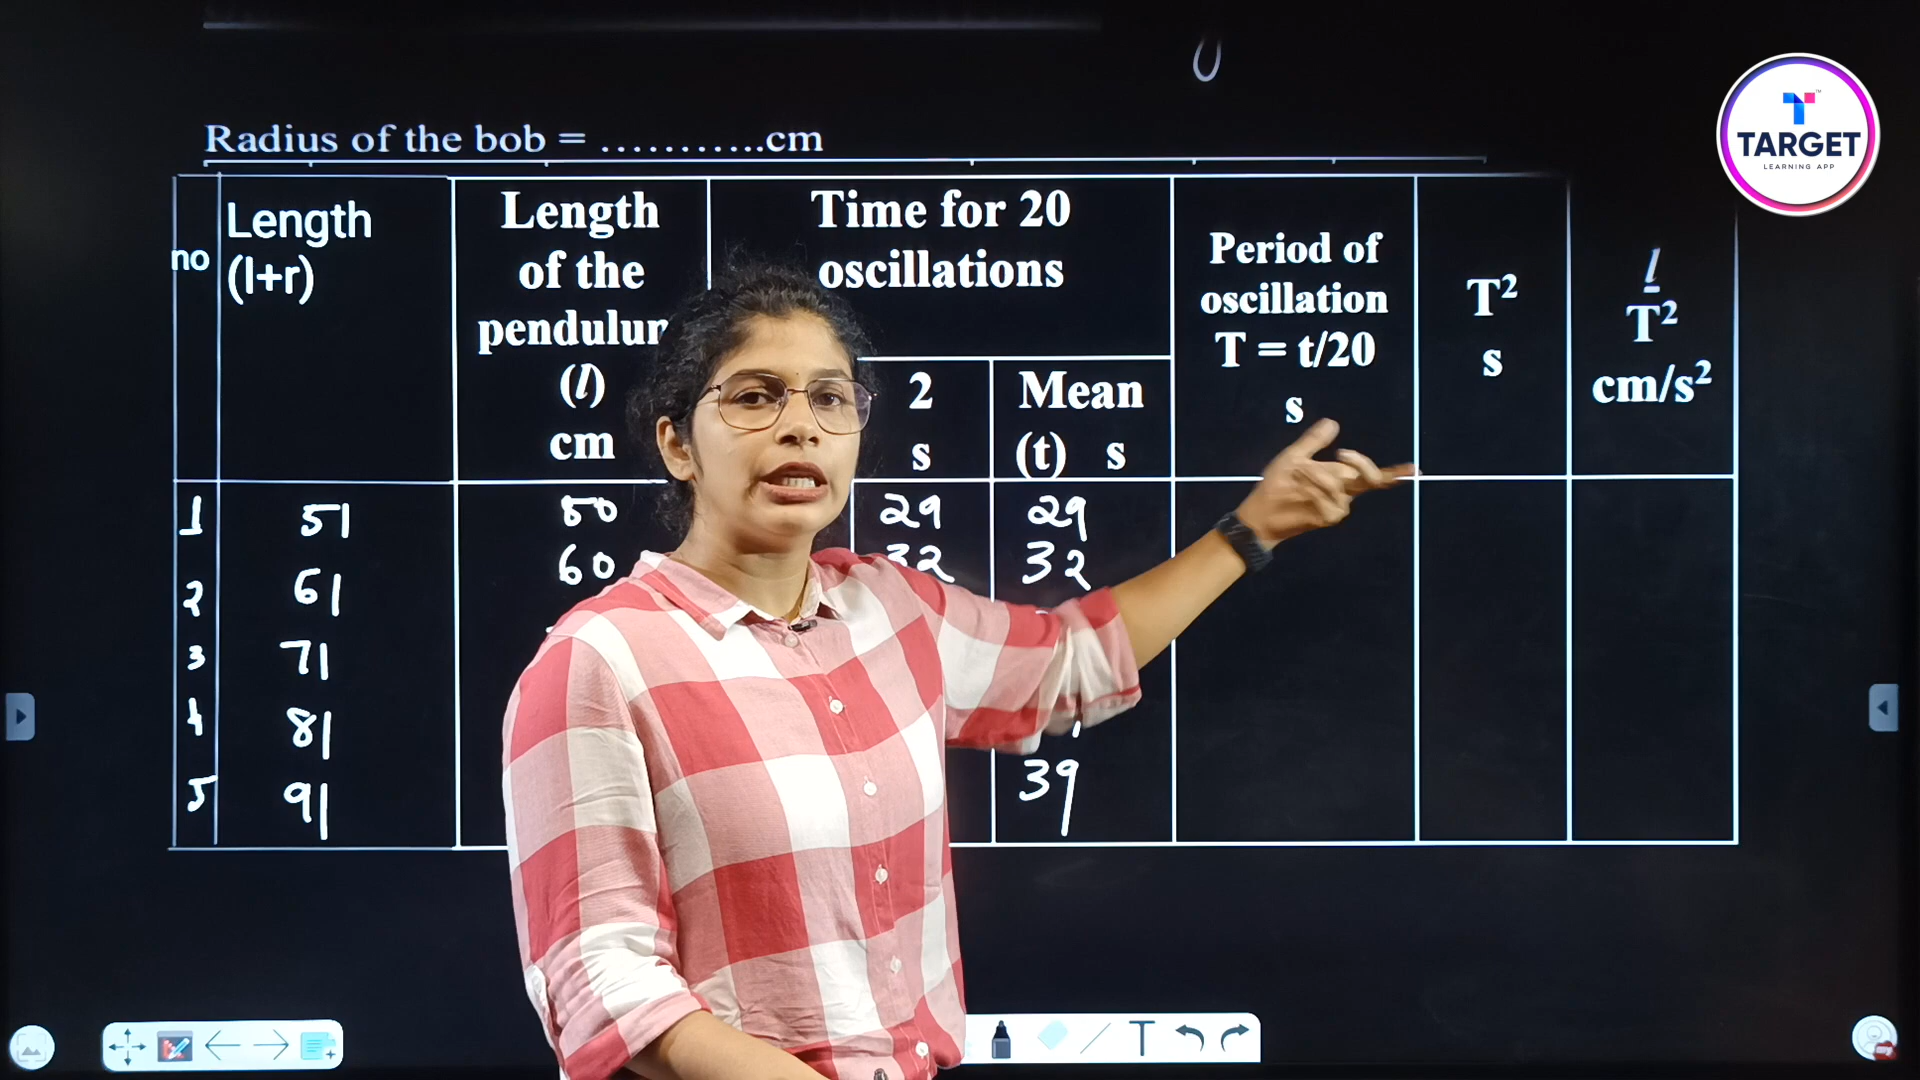 Radius of the bob = ………..cm
TARGET
LEARNING APP
no
Length
(l+r)
Length
of the
(l)
cm
Time for 20
oscillations
2
s
Mean
(t) s
Period of
oscillation
T = t/20
s
T²
s
l
T²
cm/s²
1 51 50 29 29
2 61 60 32 32
3 71
4 81
5 91 39